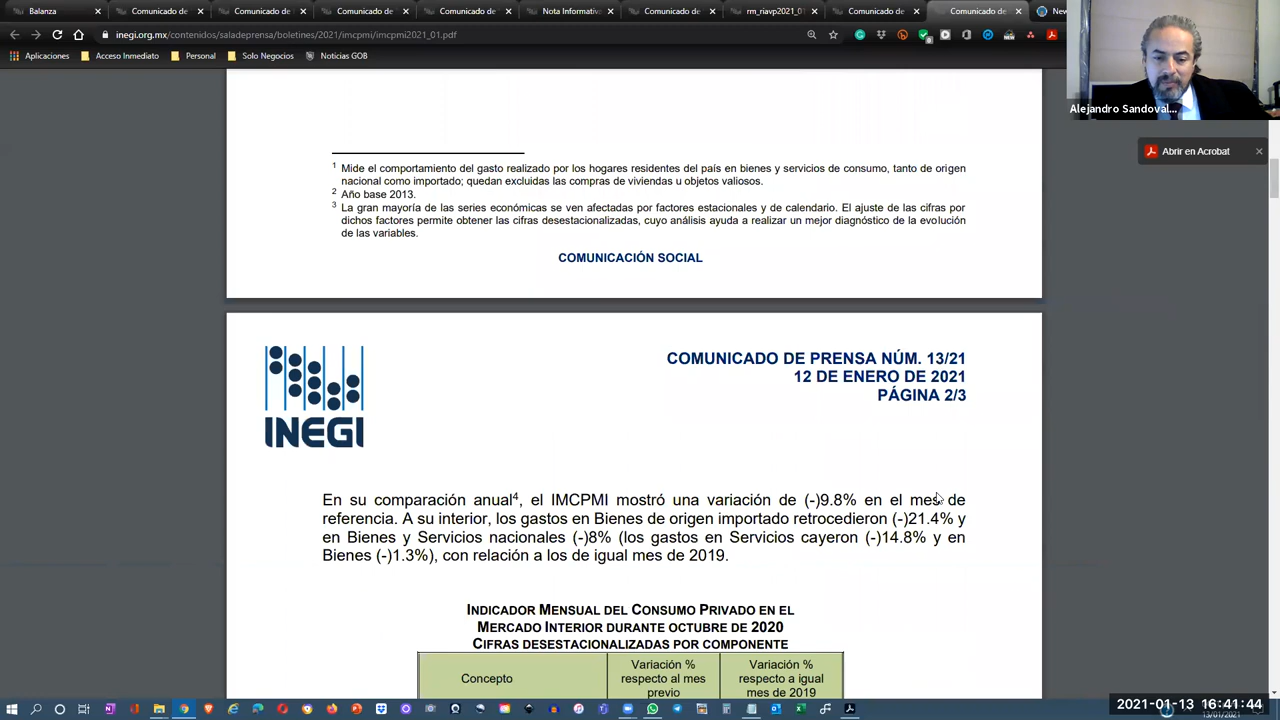 Balanza
Comunicado de
Comunicado de
Comunicado de
Comunicado de
Nota Informativ
Comunicado de
rm_riavp2021_01
Comunicado de
Comunicado de
inegi.org.mx/contenidos/saladeprensa/boletines/2021/imcpmi/imcpmi2021_01.pdf
Aplicaciones
Acceso Inmediato
Personal
Solo Negocios
Noticias GOB
Alejandro Sandoval...
Abrir en Acrobat
1 Mide el comportamiento del gasto realizado por los hogares residentes del país en bienes y servicios de consumo, tanto de origen
nacional como importado; quedan excluidas las compras de viviendas u objetos valiosos.
2 Año base 2013.
3 La gran mayoría de las series económicas se ven afectadas por factores estacionales y de calendario. El ajuste de las cifras por
dichos factores permite obtener las cifras desestacionalizadas, cuyo análisis ayuda a realizar un mejor diagnóstico de la evolución
de las variables.
COMUNICACIÓN SOCIAL
INEGI
COMUNICADO DE PRENSA NÚM. 13/21
12 DE ENERO DE 2021
PÁGINA 2/3
En su comparación anual4, el IMCPMI mostró una variación de (-)9.8% en el mes de
referencia. A su interior, los gastos en Bienes de origen importado retrocedieron (-)21.4% y
en Bienes y Servicios nacionales (-)8% (los gastos en Servicios cayeron (-)14.8% y en
Bienes (-)1.3%), con relación a los de igual mes de 2019.
INDICADOR MENSUAL DEL CONSUMO PRIVADO EN EL
MERCADO INTERIOR DURANTE OCTUBRE DE 2020
CIFRAS DESESTACIONALIZADAS POR COMPONENTE
Concepto
Variación %
respecto al mes
previo
Variación %
respecto a igual
mes de 2019
2021-01-13 16:41:44
13/01/2021